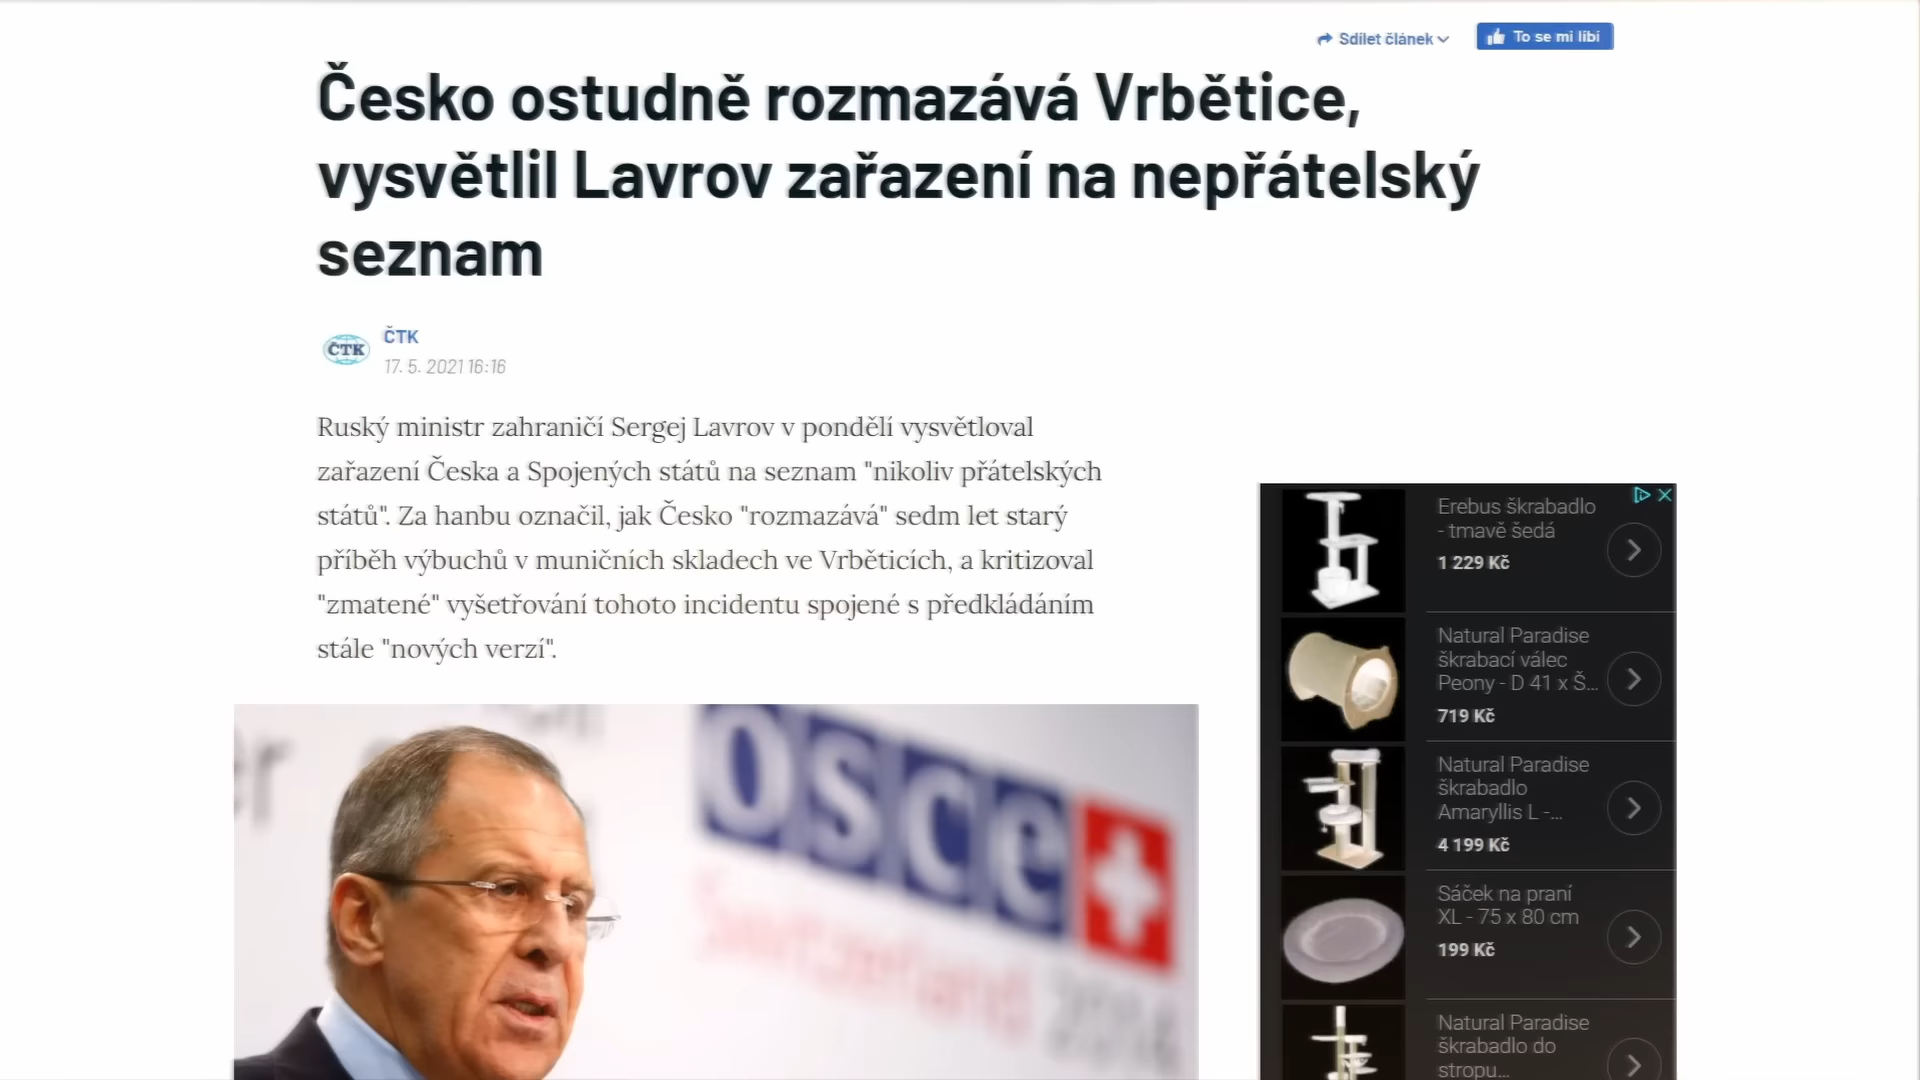 Sdílet článek
To se mi líbí
Česko ostudně rozmazává Vrbětice,
vysvětlil Lavrov zařazení na nepřátelský
seznam
ČTK
ČTK
17. 5. 2021 16:16
Ruský ministr zahraničí Sergej Lavrov v pondělí vysvětloval
zařazení Česka a Spojených států na seznam "nikoliv přátelských
států". Za hanbu označil, jak Česko "rozmazává" sedm let starý
příběh výbuchů v muničních skladech ve Vrběticích, a kritizoval
"zmatené" vyšetřování tohoto incidentu spojené s předkládáním
stále "nových verzí".
osce
Switzerland 2014
Erebus škrabadlo
- tmavě šedá
1 229 Kč
Natural Paradise
škrabací válec
Peony - D 41 x Š...
719 Kč
Natural Paradise
škrabadlo
Amaryllis L -...
4 199 Kč
Sáček na praní
XL - 75 x 80 cm
199 Kč
Natural Paradise
škrabadlo do
stropu...